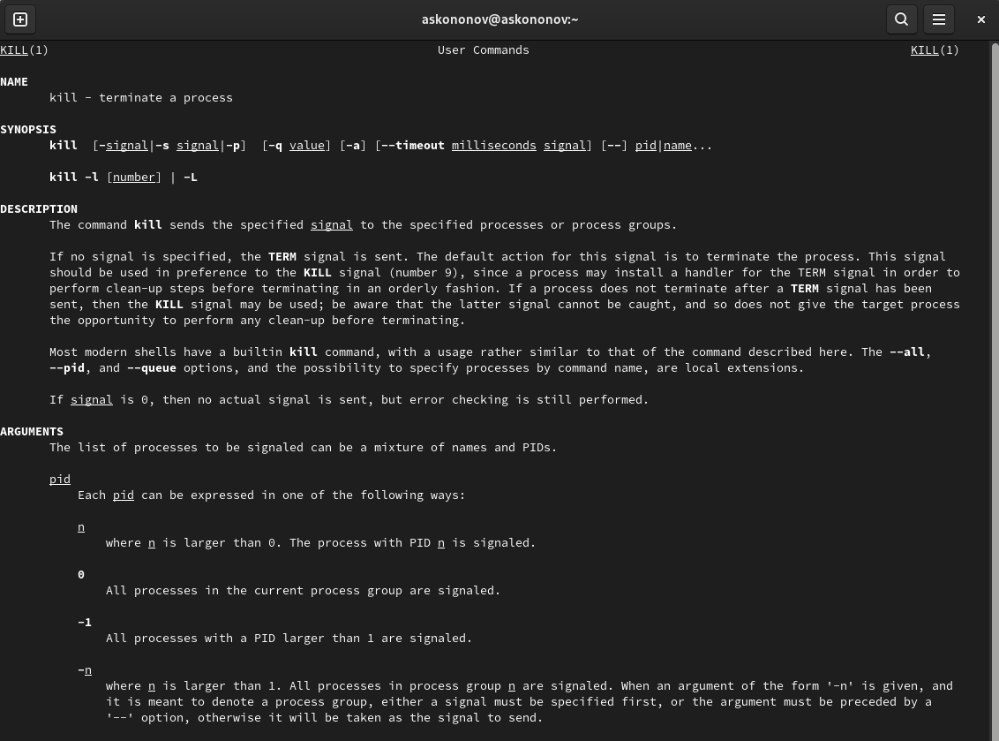 askononov@askononov:~
KILL(1) User Commands KILL(1)
NAME
kill - terminate a process
SYNOPSIS
kill [-signal|-s signal|-p] [-q value] [-a] [--timeout milliseconds signal] [--] pid|name...
kill -l [number] | -L
DESCRIPTION
The command kill sends the specified signal to the specified processes or process groups.
If no signal is specified, the TERM signal is sent. The default action for this signal is to terminate the process. This signal
should be used in preference to the KILL signal (number 9), since a process may install a handler for the TERM signal in order to
perform clean-up steps before terminating in an orderly fashion. If a process does not terminate after a TERM signal has been
sent, then the KILL signal may be used; be aware that the latter signal cannot be caught, and so does not give the target process
the opportunity to perform any clean-up before terminating.
Most modern shells have a builtin kill command, with a usage rather similar to that of the command described here. The --all,
--pid, and --queue options, and the possibility to specify processes by command name, are local extensions.
If signal is 0, then no actual signal is sent, but error checking is still performed.
ARGUMENTS
The list of processes to be signaled can be a mixture of names and PIDs.
pid
Each pid can be expressed in one of the following ways:
n
where n is larger than 0. The process with PID n is signaled.
0
All processes in the current process group are signaled.
-1
All processes with a PID larger than 1 are signaled.
-n
where n is larger than 1. All processes in process group n are signaled. When an argument of the form '-n' is given, and
it is meant to denote a process group, either a signal must be specified first, or the argument must be preceded by a
'--' option, otherwise it will be taken as the signal to send.